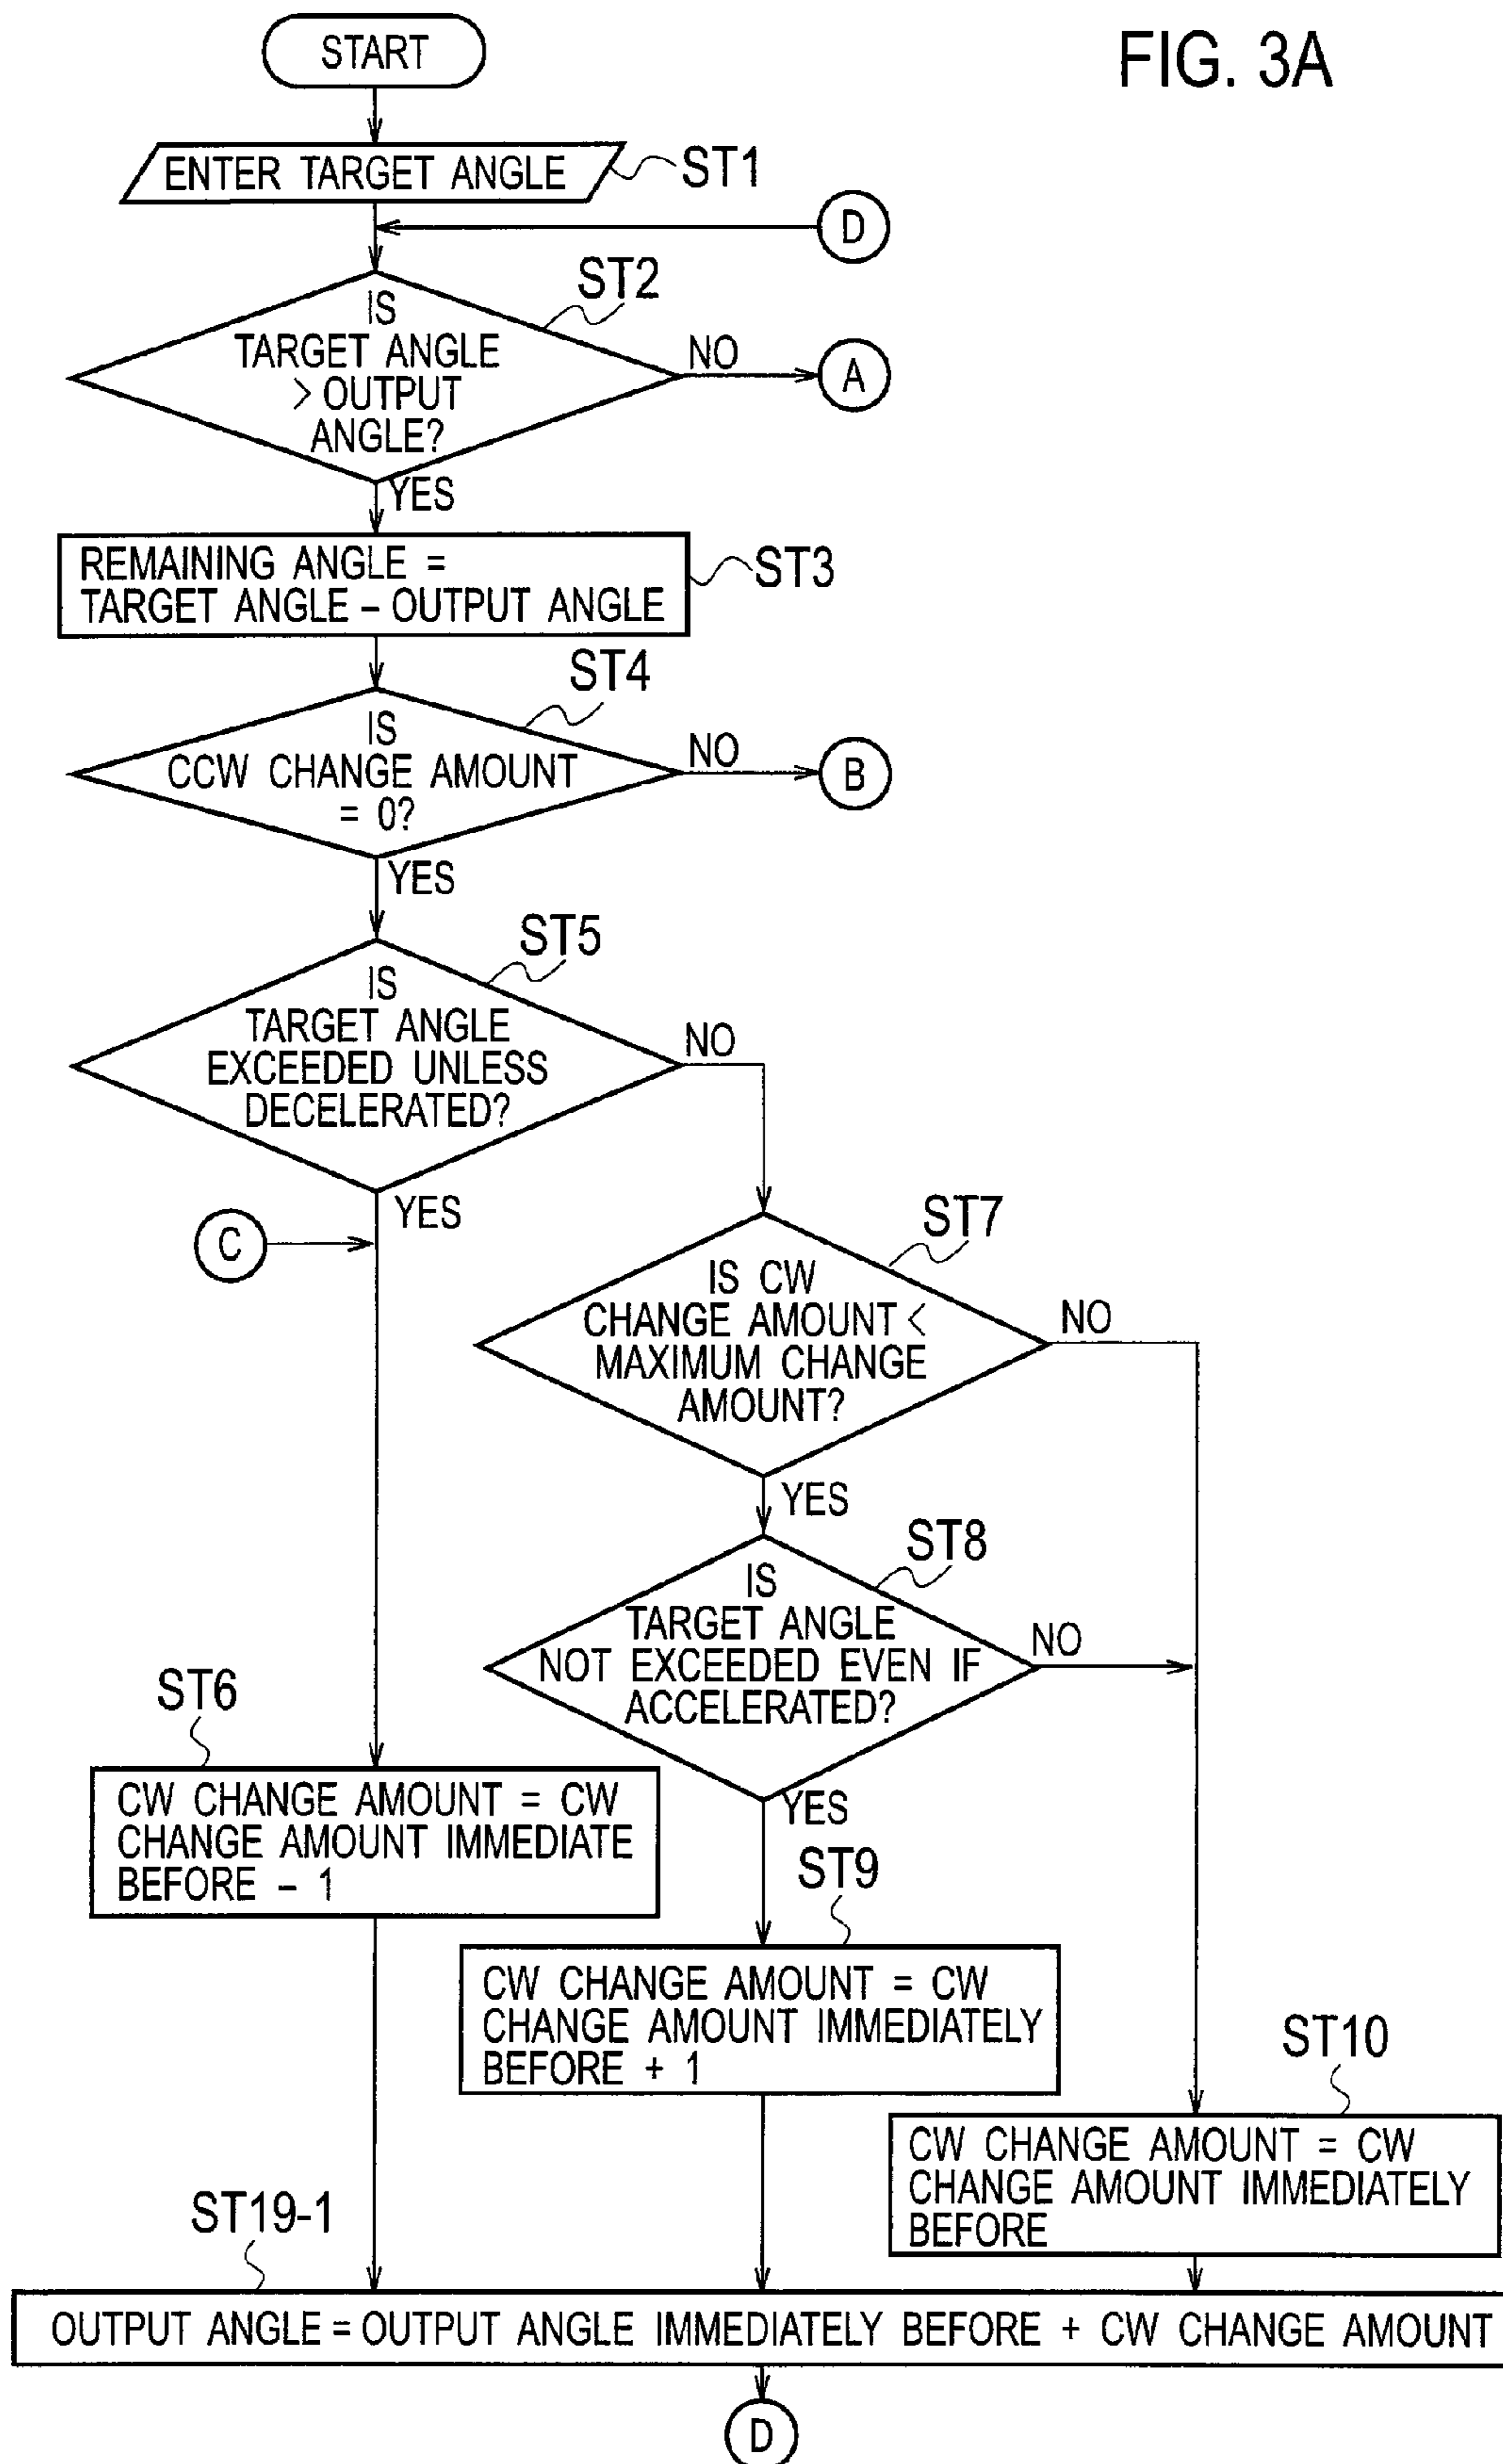 FIG. 3A
START
ENTER TARGET ANGLE
ST1
D
ST2
IS
TARGET ANGLE
> OUTPUT
ANGLE?
NO
A
YES
REMAINING ANGLE =
TARGET ANGLE – OUTPUT ANGLE
ST3
ST4
IS
CCW CHANGE AMOUNT
= 0?
NO
B
YES
ST5
IS
TARGET ANGLE
EXCEEDED UNLESS
DECELERATED?
NO
YES
C
ST7
IS CW
CHANGE AMOUNT <
MAXIMUM CHANGE
AMOUNT?
NO
YES
ST8
IS
TARGET ANGLE
NOT EXCEEDED EVEN IF
ACCELERATED?
NO
YES
ST6
CW CHANGE AMOUNT = CW
CHANGE AMOUNT IMMEDIATE
BEFORE – 1
ST9
CW CHANGE AMOUNT = CW
CHANGE AMOUNT IMMEDIATELY
BEFORE + 1
ST10
CW CHANGE AMOUNT = CW
CHANGE AMOUNT IMMEDIATELY
BEFORE
ST19-1
OUTPUT ANGLE = OUTPUT ANGLE IMMEDIATELY BEFORE + CW CHANGE AMOUNT
D